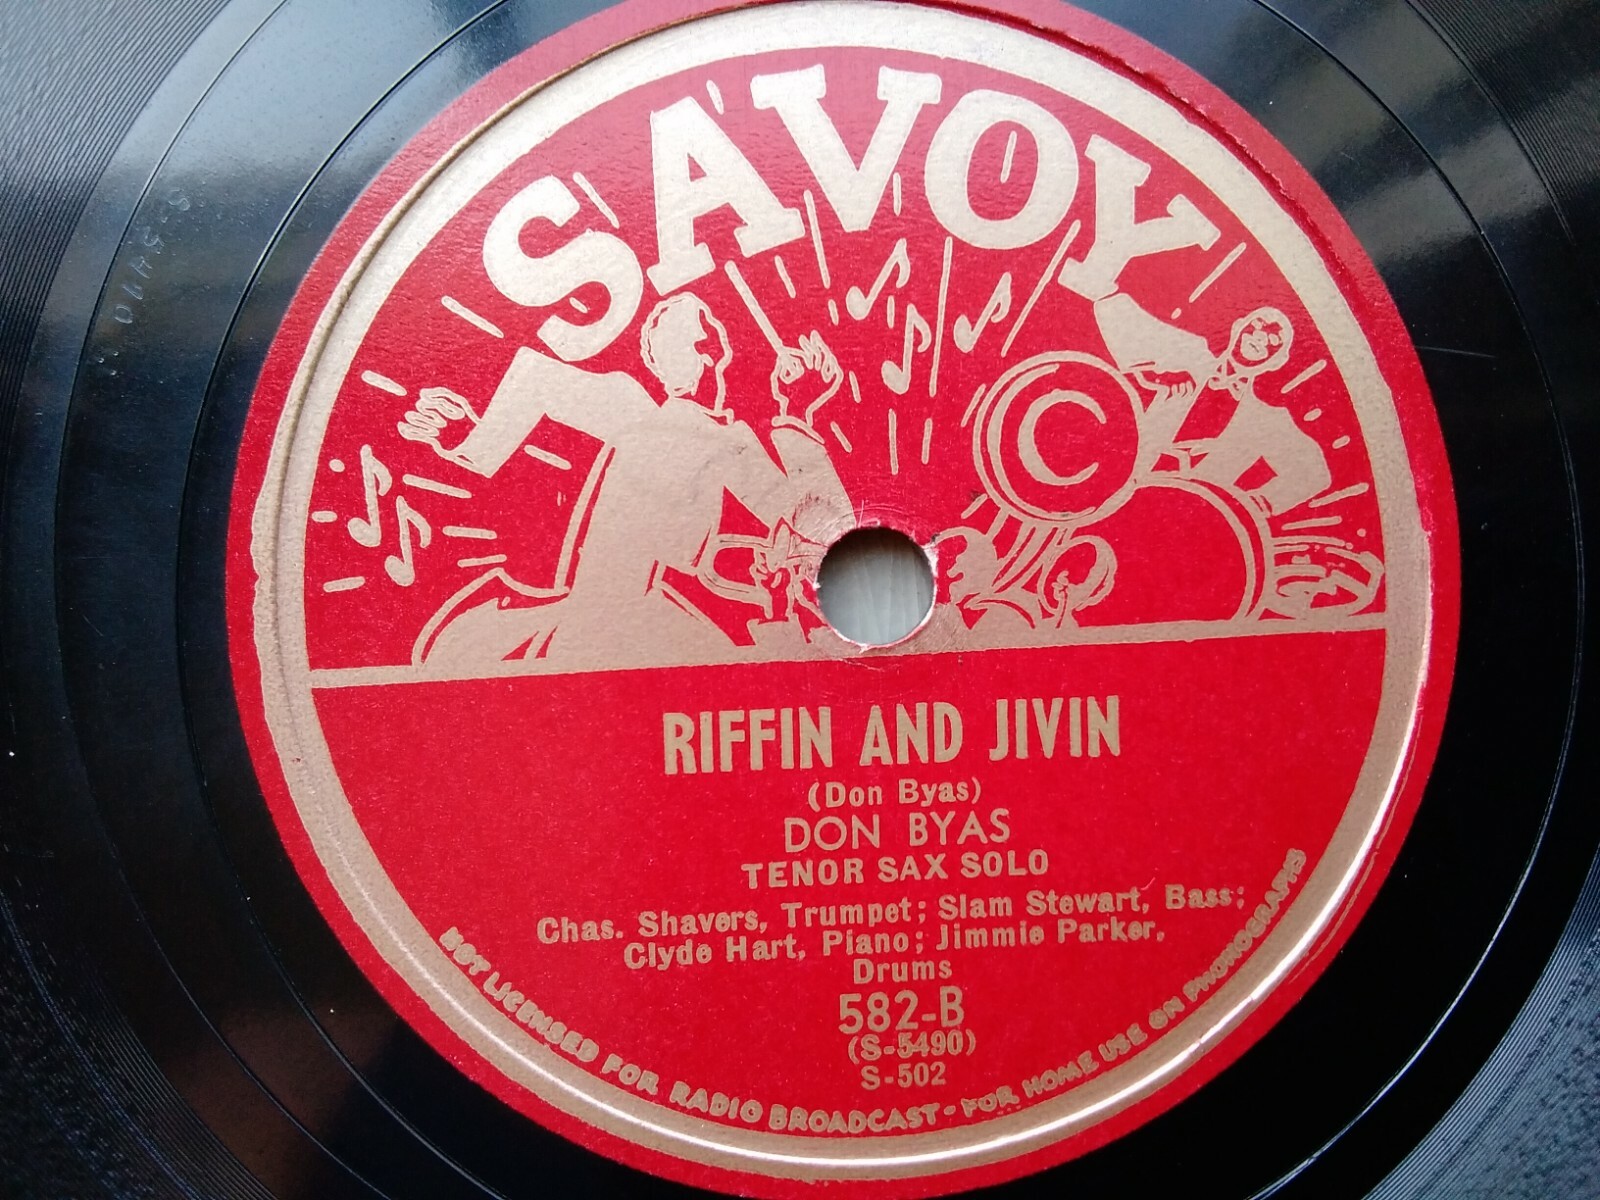 SAVOY
C
RIFFIN AND JIVIN
(Don Byas)
DON BYAS
TENOR SAX SOLO
Chas. Shavers, Trumpet; Slam Stewart, Bass;
Clyde Hart, Piano; Jimmie Parker,
Drums
582-B
(S-5490)
S-502
NOT LICENSED FOR RADIO BROADCAST - FOR HOME USE ON PHONOGRAPHS
S-5490